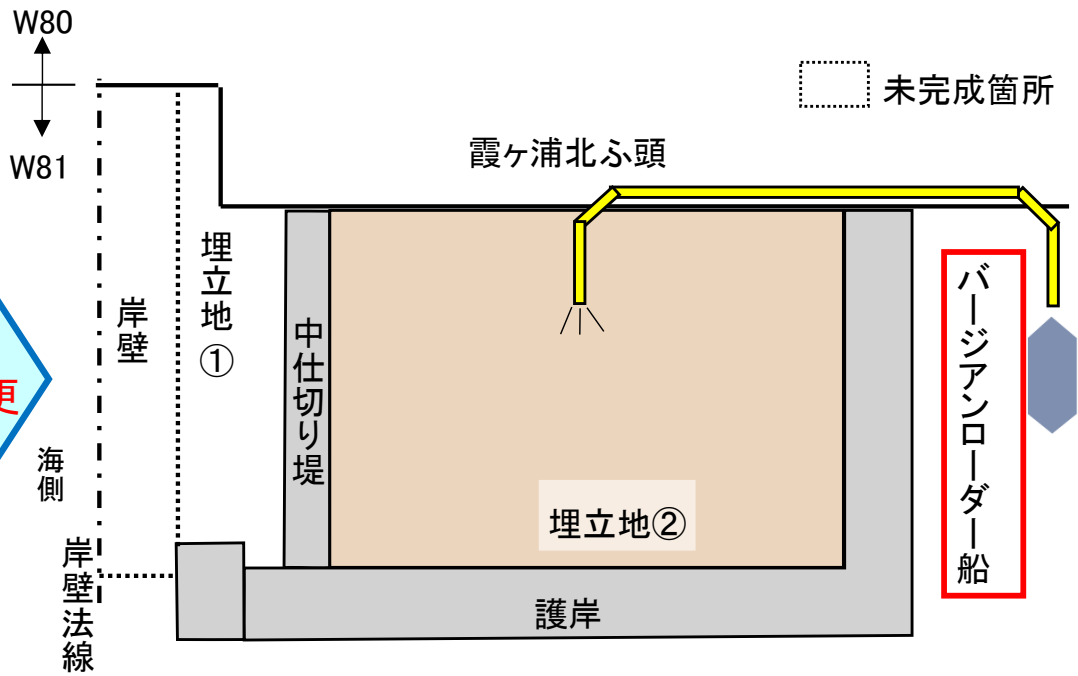 W80
W81
未完成箇所
霞ヶ浦北ふ頭
埋立地①
岸壁
中仕切り堤
バージアンローダー船
更
海側
埋立地②
岸壁法線
護岸